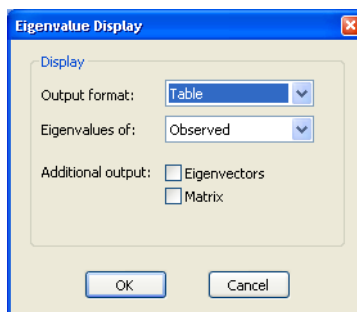 Eigenvalue Display
Display
Output format: Table
Eigenvalues of: Observed
Additional output: Eigenvectors
Matrix
OK Cancel